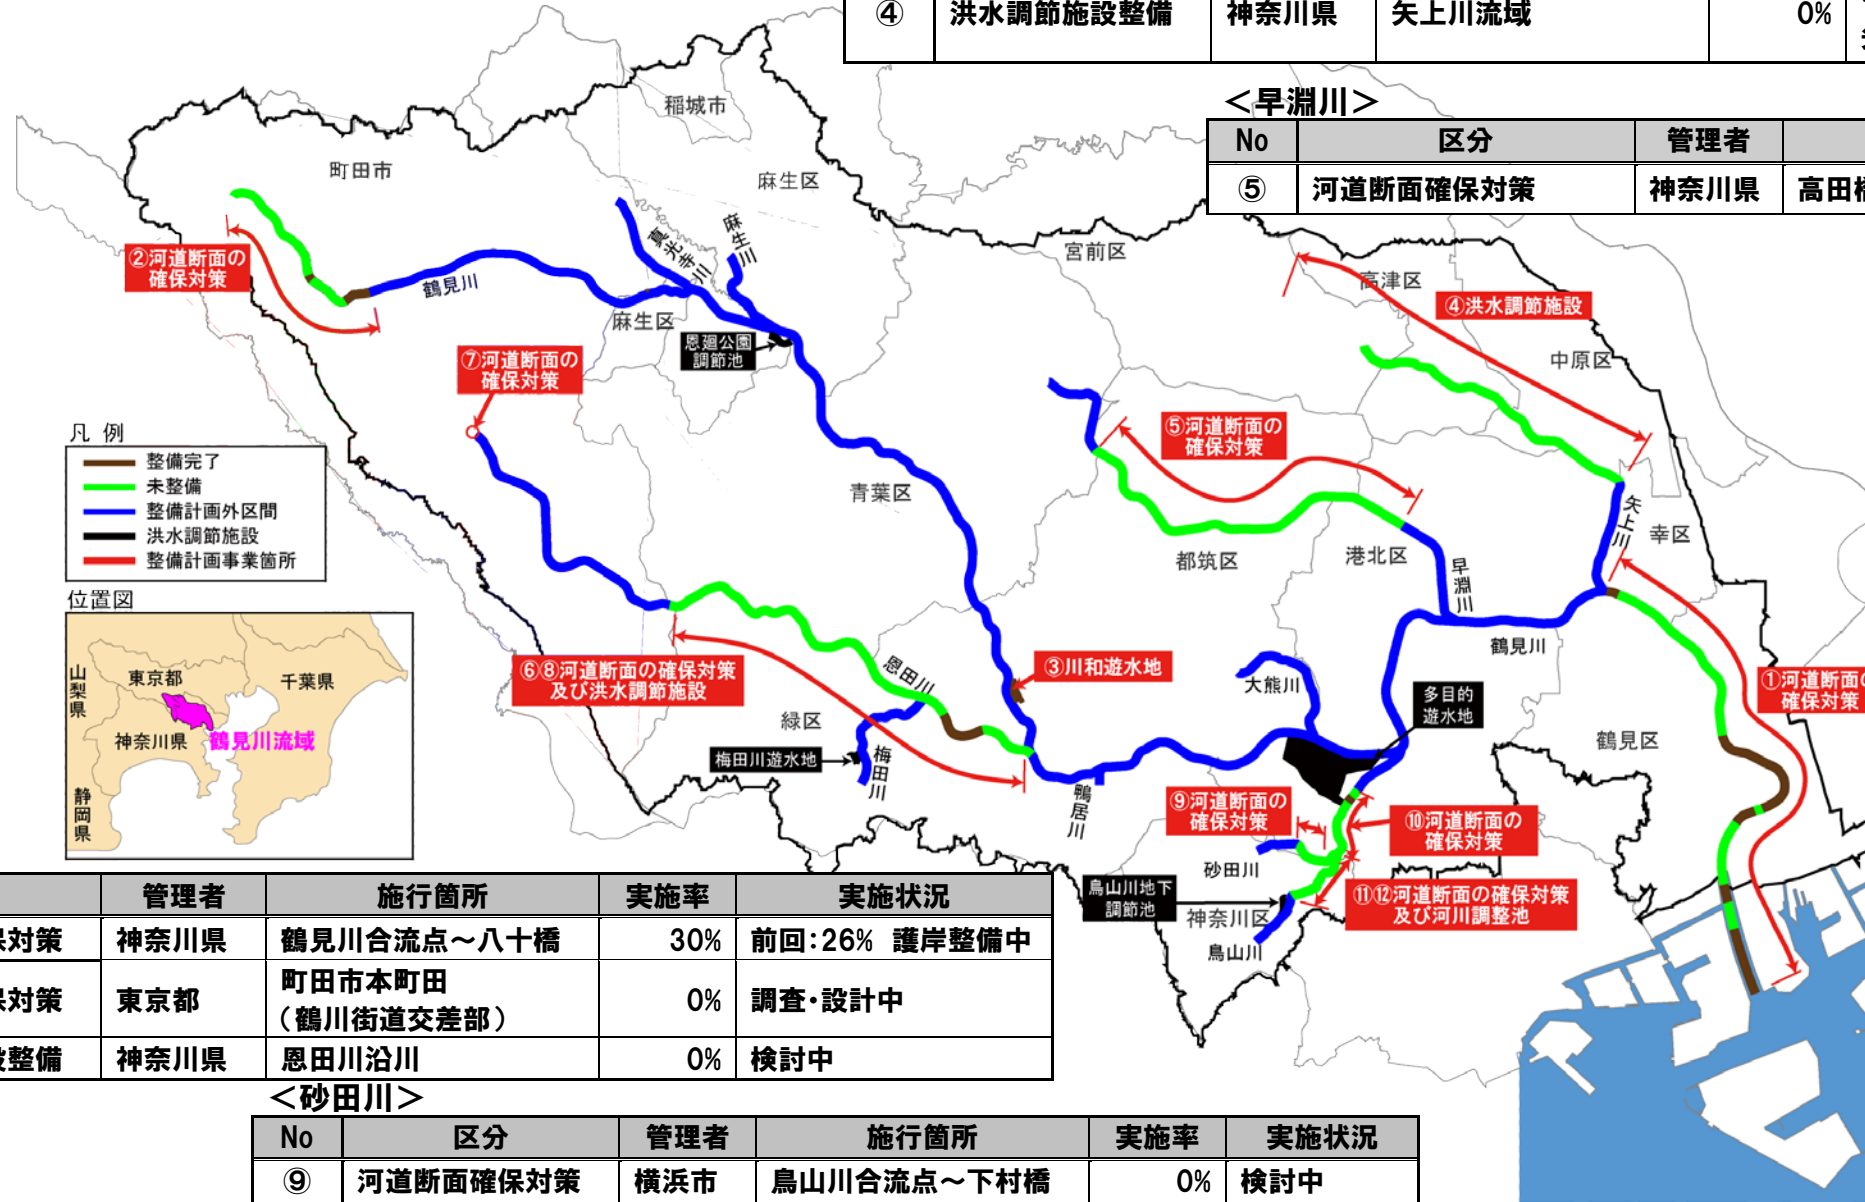 ④ 洪水調節施設整備 神奈川県 矢上川流域 0%
＜早淵川＞
No 区分 管理者
⑤ 河道断面確保対策 神奈川県 高田橋
稲城市
町田市
麻生区
麻生川
真光寺川
宮前区
高津区
②河道断面の
確保対策
鶴見川
麻生区
④洪水調節施設
中原区
恩廻公園
調節池
⑦河道断面の
確保対策
⑤河道断面の
確保対策
凡 例
整備完了
未整備
整備計画外区間
洪水調節施設
整備計画事業箇所
青葉区
矢上川
幸区
都筑区
港北区
早淵川
位置図
東京都
千葉県
山梨県
神奈川県
鶴見川流域
静岡県
鶴見川
⑥⑧河道断面の確保対策
及び洪水調節施設
恩田川
③川和遊水地
大熊川
多目的
遊水地
①河道断面の
確保対策
緑区
鶴見区
梅田川遊水地
梅田川
鴨居川
⑨河道断面の
確保対策
⑩河道断面の
確保対策
砂田川
鳥山川地下
調節池
神奈川区
⑪⑫河道断面の確保対策
及び河川調整池
鳥山川
管理者 施行箇所 実施率 実施状況
保対策 神奈川県 鶴見川合流点～八十橋 30% 前回：26% 護岸整備中
保対策 東京都 町田市本町田
（鶴川街道交差部） 0% 調査・設計中
設整備 神奈川県 恩田川沿川 0% 検討中
＜砂田川＞
No 区分 管理者 施行箇所 実施率 実施状況
⑨ 河道断面確保対策 横浜市 鳥山川合流点～下村橋 0% 検討中